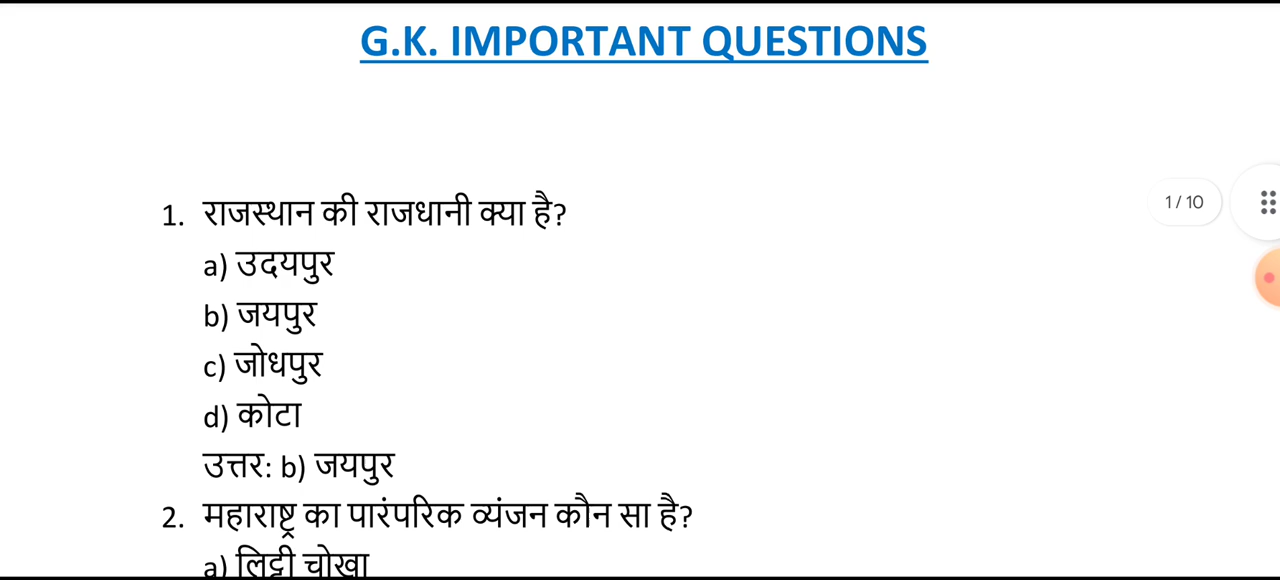 G.K. IMPORTANT QUESTIONS
1. राजस्थान की राजधानी क्या है?
1 / 10
a) उदयपुर
b) जयपुर
c) जोधपुर
d) कोटा
उत्तर: b) जयपुर
2. महाराष्ट्र का पारंपरिक व्यंजन कौन सा है?
a) लिट्टी चोखा